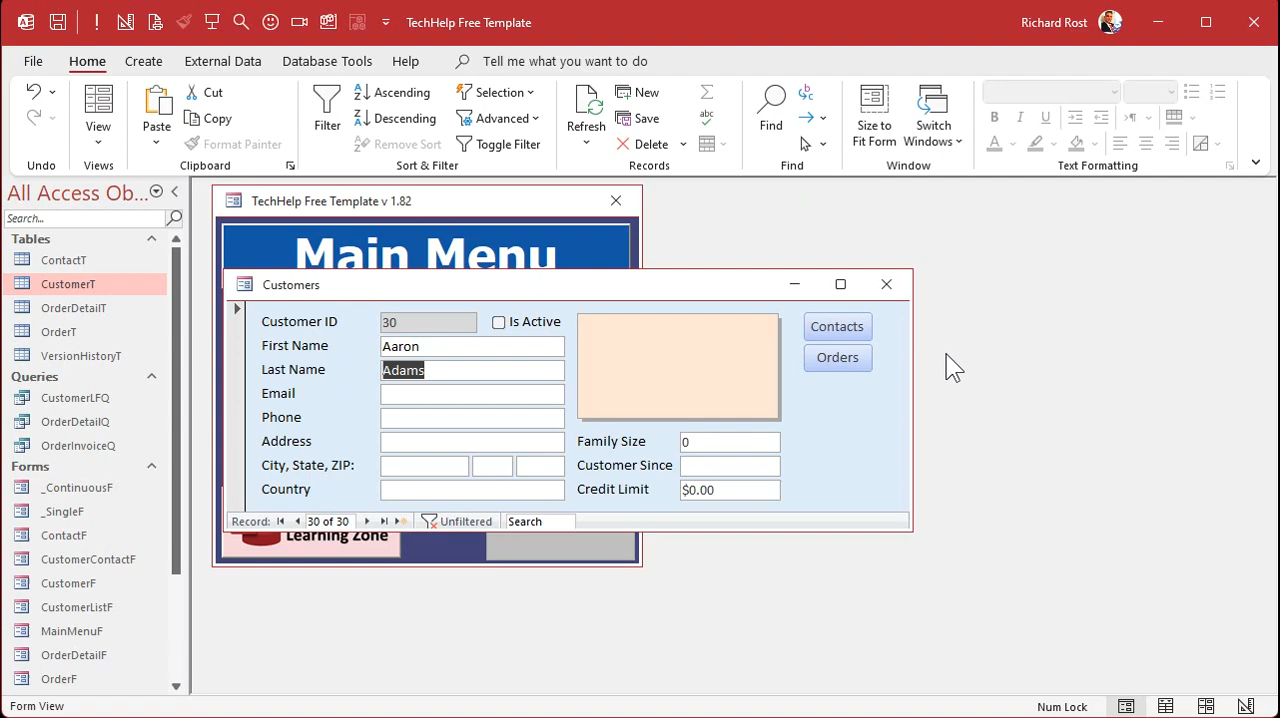 TechHelp Free Template
Richard Rost
File Home Create External Data Database Tools Help Tell me what you want to do
View
Paste
Cut
Copy
Format Painter
Filter
Ascending
Descending
Remove Sort
Selection
Advanced
Toggle Filter
Refresh
New
Save
Delete
Find
Size to
Fit Form
Switch
Windows
Undo Views Clipboard Sort & Filter Records Find Window Text Formatting
All Access Ob...
Search...
Tables
ContactT
CustomerT
OrderDetailT
OrderT
VersionHistoryT
Queries
CustomerLFQ
OrderDetailQ
OrderInvoiceQ
Forms
_ContinuousF
_SingleF
ContactF
CustomerContactF
CustomerF
CustomerListF
MainMenuF
OrderDetailF
OrderF
TechHelp Free Template v 1.82
Main Menu
Customers
Customer ID 30 Is Active
First Name Aaron
Last Name Adams
Email
Phone
Address
City, State, ZIP:
Country
Family Size 0
Customer Since
Credit Limit $0.00
Contacts
Orders
Record: 30 of 30 Unfiltered Search
Learning Zone
Form View Num Lock